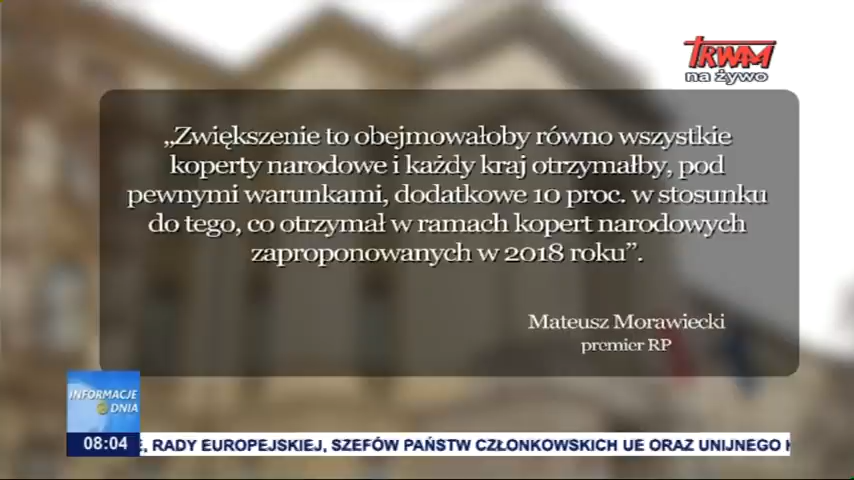 TRWAM
na żywo
„Zwiększenie to obejmowałoby równo wszystkie
koperty narodowe i każdy kraj otrzymałby, pod
pewnymi warunkami, dodatkowe 10 proc. w stosunku
do tego, co otrzymał w ramach kopert narodowych
zaproponowanych w 2018 roku”.
Mateusz Morawiecki
premier RP
INFORMACJE
DNIA
08:04
, RADY EUROPEJSKIEJ, SZEFÓW PAŃSTW CZŁONKOWSKICH UE ORAZ UNIJNEGO